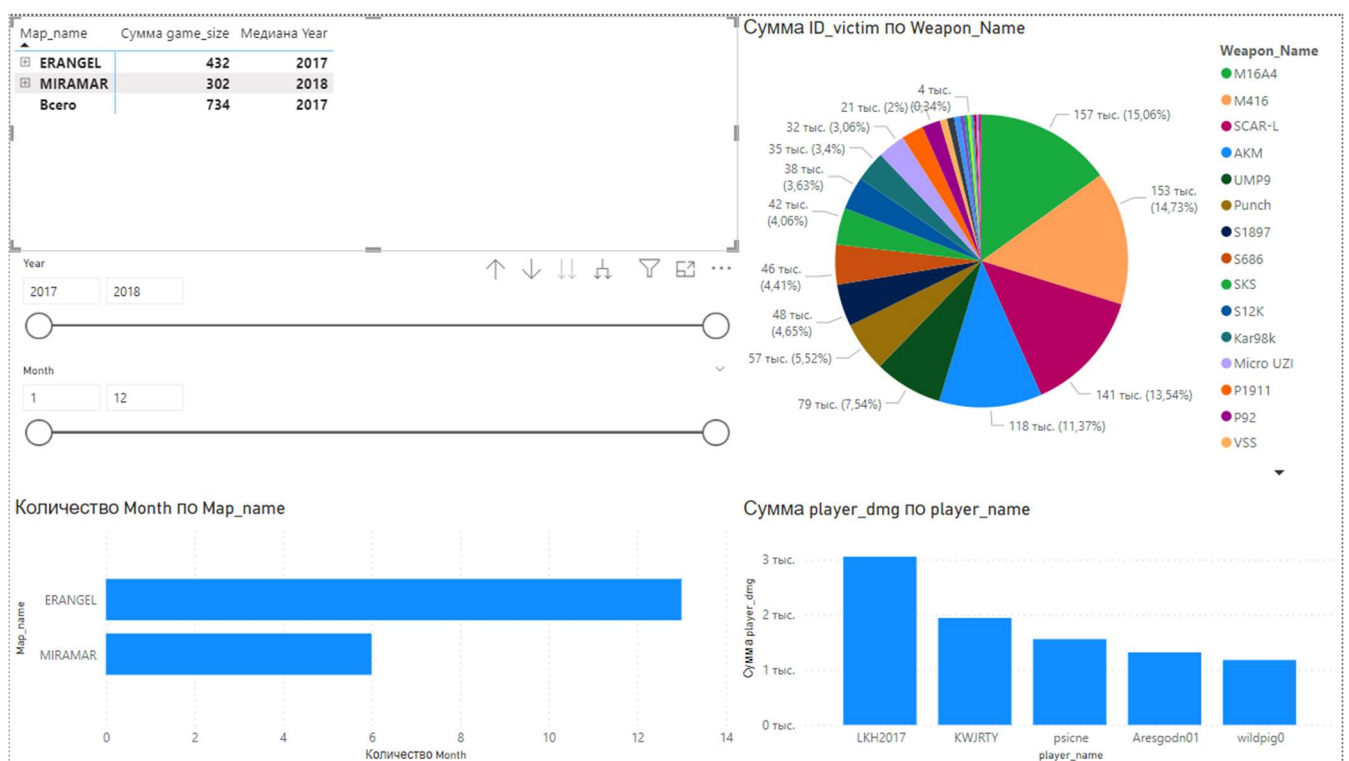 Map_name Сумма game_size Медиана Year
ERANGEL 432 2017
MIRAMAR 302 2018
Всего 734 2017
Year
2017 2018
Month
1 12
Сумма ID_victim по Weapon_Name
4 тыс.
(0,34%)
21 тыс. (2%)
32 тыс. (3,06%)
35 тыс. (3,4%)
38 тыс.
(3,63%)
42 тыс.
(4,06%)
46 тыс.
(4,41%)
48 тыс.
(4,65%)
57 тыс. (5,52%)
79 тыс. (7,54%)
118 тыс. (11,37%)
141 тыс. (13,54%)
153 тыс.
(14,73%)
157 тыс. (15,06%)
Weapon_Name
M16A4
M416
SCAR-L
AKM
UMP9
Punch
S1897
S686
SKS
S12K
Kar98k
Micro UZI
P1911
P92
VSS
Количество Month по Map_name
Map_name
ERANGEL
MIRAMAR
0 2 4 6 8 10 12 14
Количество Month
Сумма player_dmg по player_name
Сумма player_dmg
3 тыс.
2 тыс.
1 тыс.
0 тыс.
LKH2017 KWJRTY psicne Aresgodn01 wildpig0
player_name